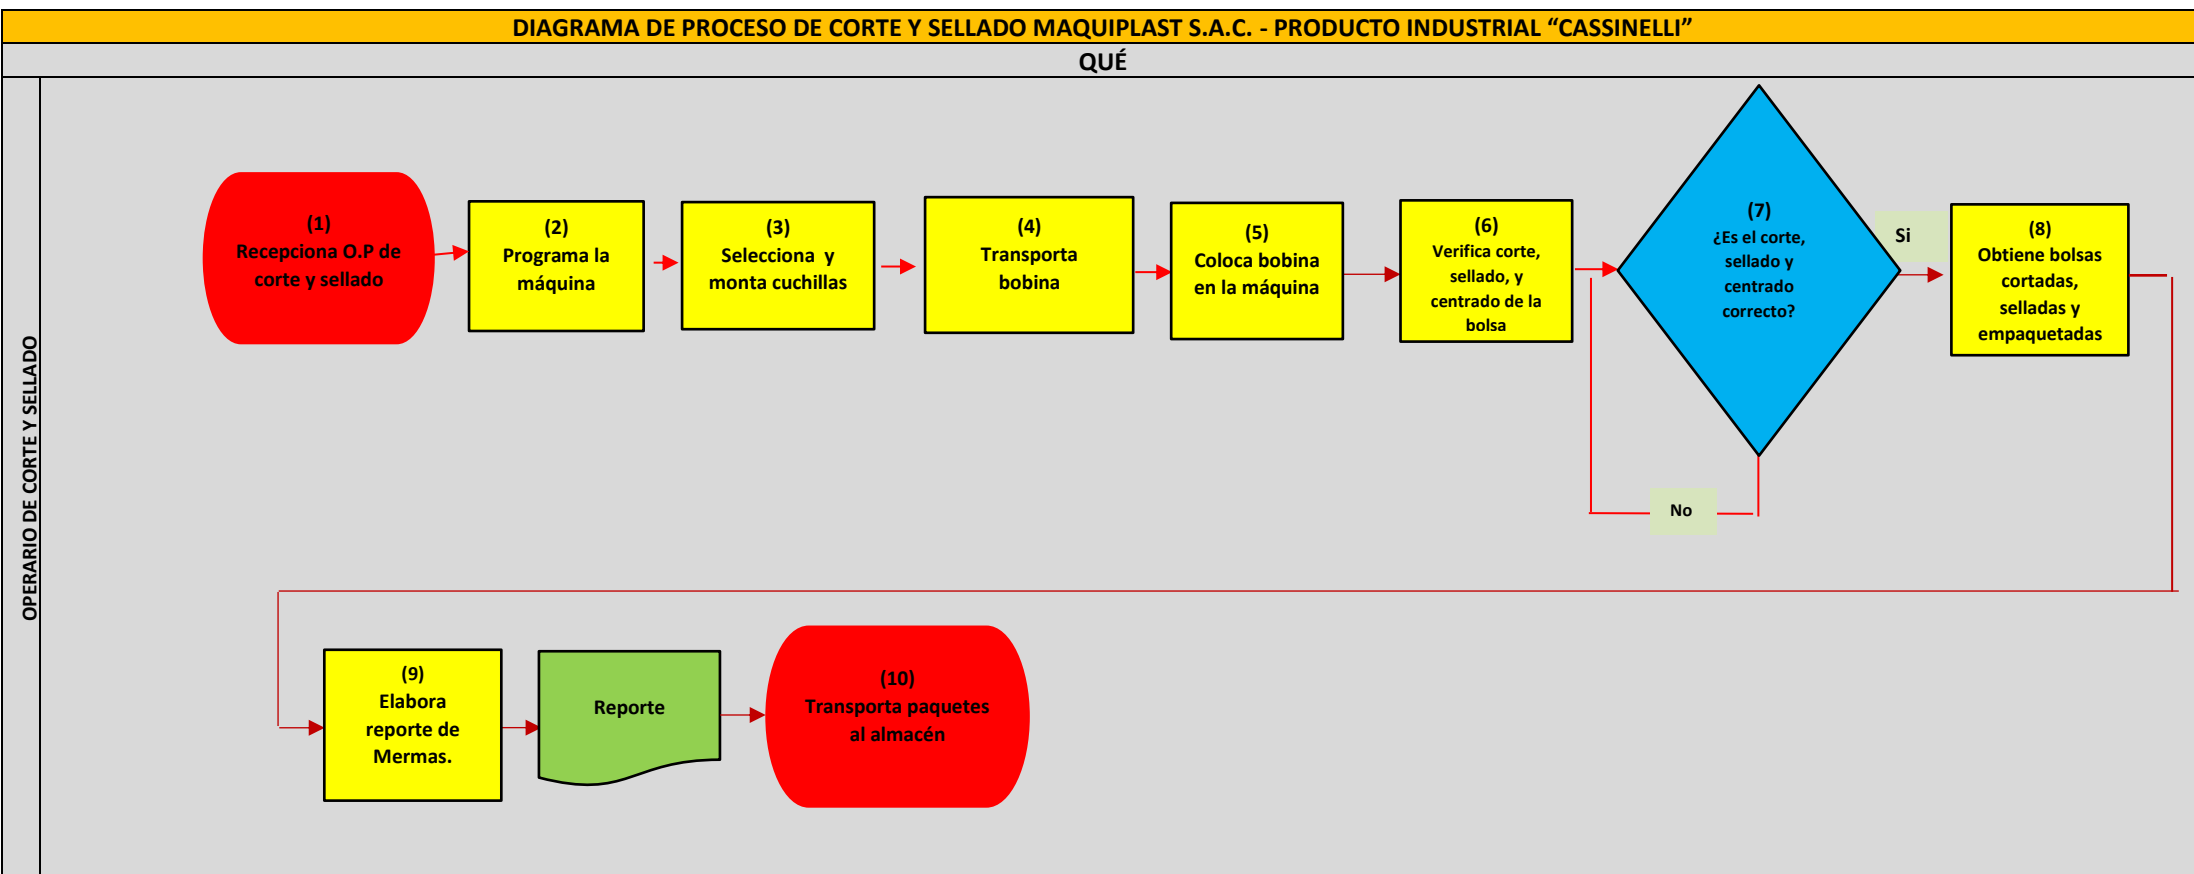 DIAGRAMA DE PROCESO DE CORTE Y SELLADO MAQUIPLAST S.A.C. - PRODUCTO INDUSTRIAL “CASSINELLI”
QUÉ
OPERARIO DE CORTE Y SELLADO
(1)
Recepciona O.P de
corte y sellado
(2)
Programa la
máquina
(3)
Selecciona y
monta cuchillas
(4)
Transporta
bobina
(5)
Coloca bobina
en la máquina
(6)
Verifica corte,
sellado, y
centrado de la
bolsa
(7)
¿Es el corte,
sellado y
centrado
correcto?
Si
No
(8)
Obtiene bolsas
cortadas,
selladas y
empaquetadas
(9)
Elabora
reporte de
Mermas.
Reporte
(10)
Transporta paquetes
al almacén